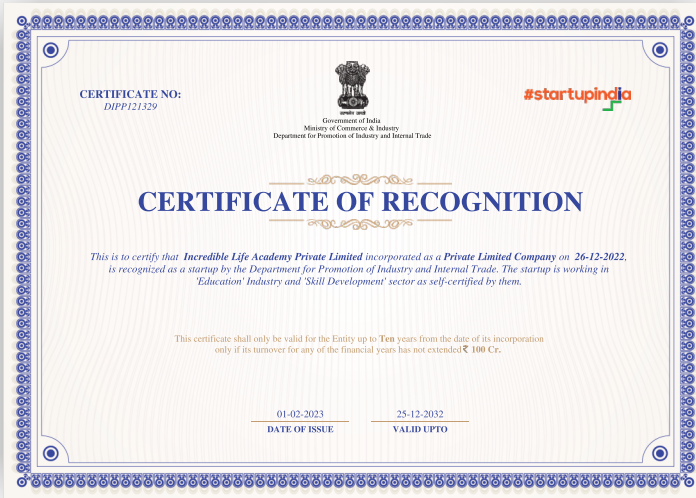 CERTIFICATE NO:
DIPP121329
#startupindia
सत्यमेव जयते
Government of India
Ministry of Commerce & Industry
Department for Promotion of Industry and Internal Trade
CERTIFICATE OF RECOGNITION
This is to certify that Incredible Life Academy Private Limited incorporated as a Private Limited Company on 26-12-2022,
is recognized as a startup by the Department for Promotion of Industry and Internal Trade. The startup is working in
'Education' Industry and 'Skill Development' sector as self-certified by them.
This certificate shall only be valid for the Entity up to Ten years from the date of its incorporation
only if its turnover for any of the financial years has not extended ₹ 100 Cr.
01-02-2023
DATE OF ISSUE
25-12-2032
VALID UPTO